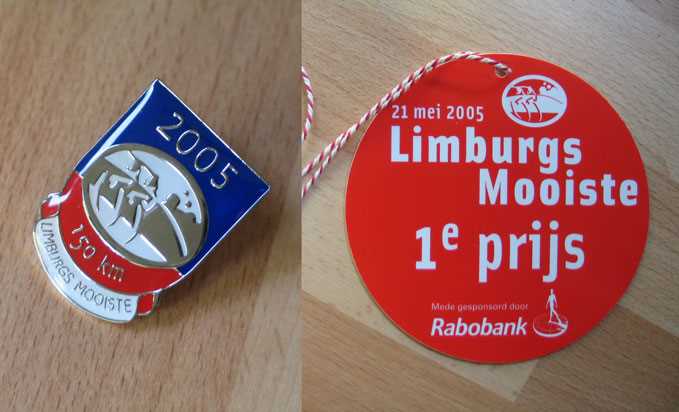 2005
150 km
LIMBURGS MOOISTE
21 mei 2005
Limburgs
Mooiste
1e prijs
Mede gesponsord door
Rabobank